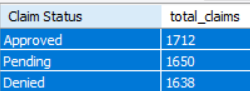 Claim Status total_claims
Approved 1712
Pending 1650
Denied 1638